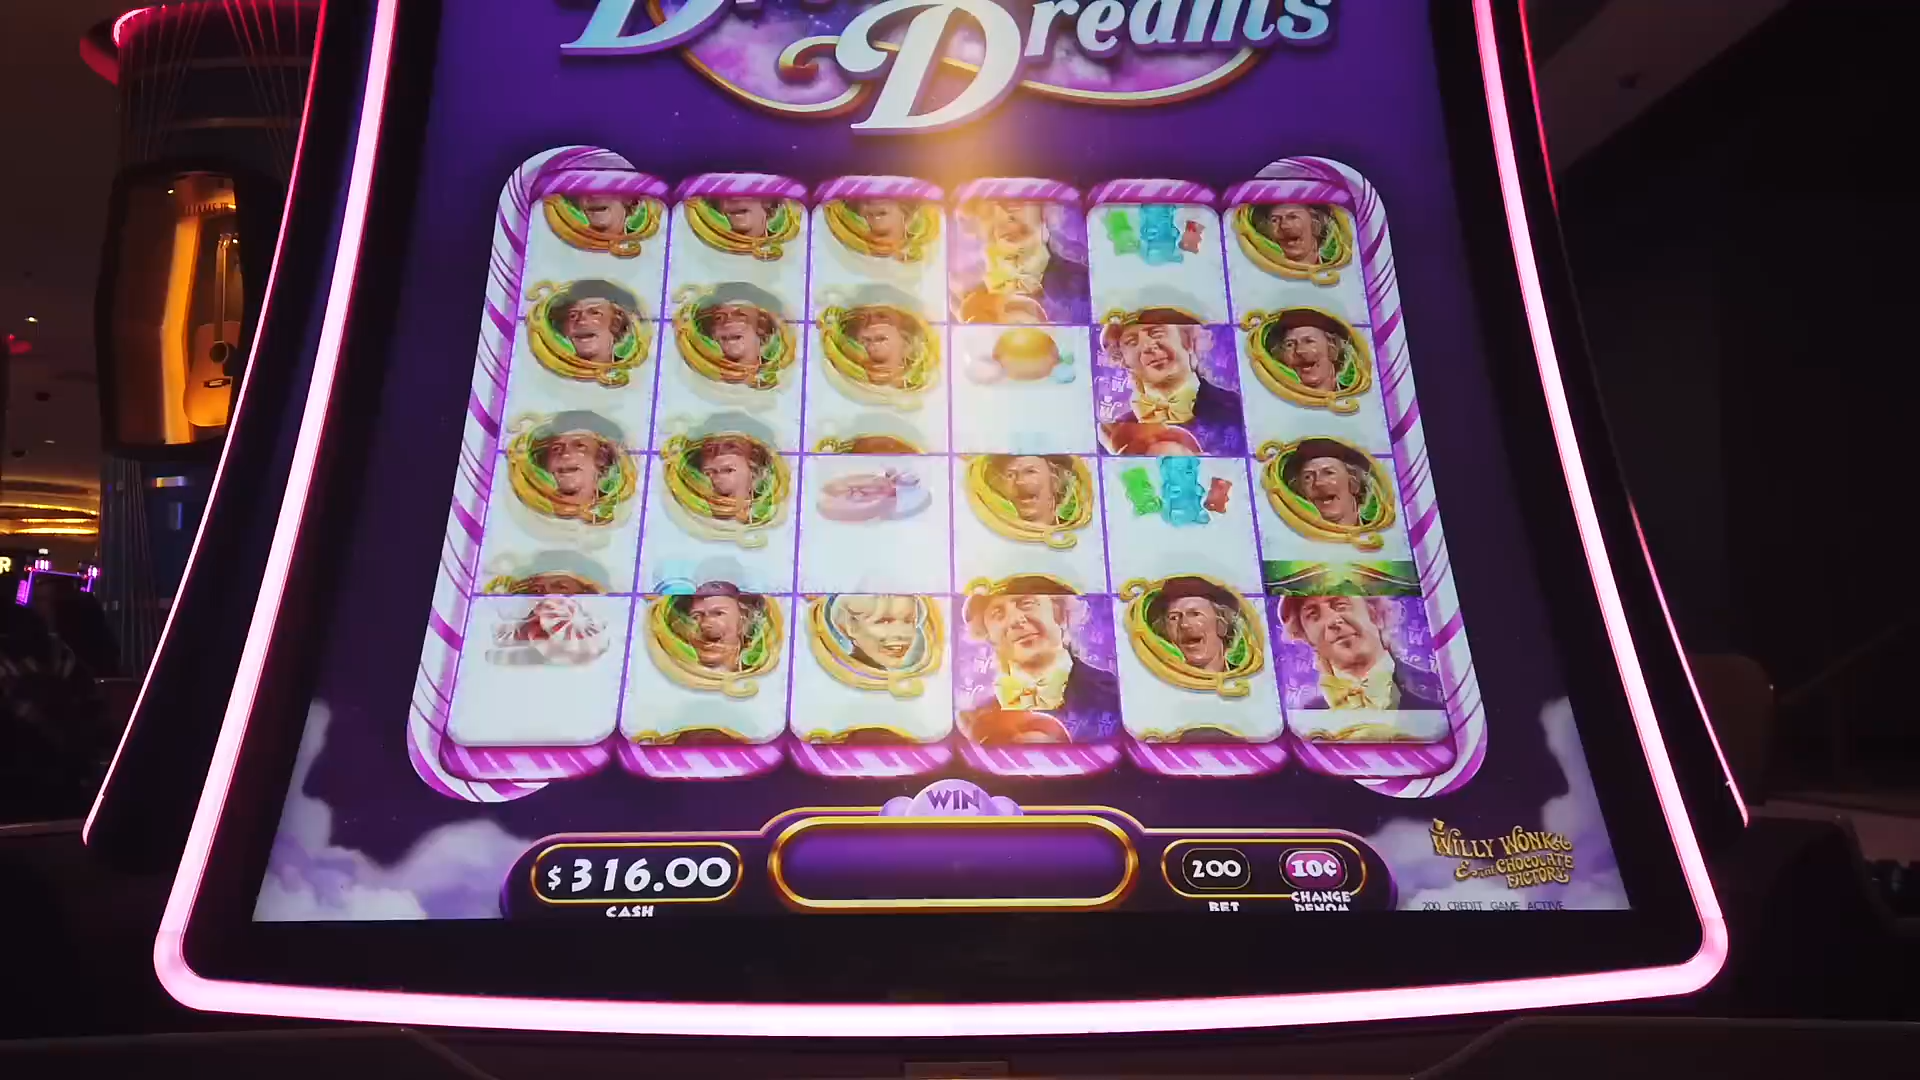 Dreams
WIN
$316.00
CASH
200
BET
10¢
CHANGE
DENOM
WILLY WONKA
& THE CHOCOLATE
FACTORY
200 CREDIT GAME ACTIVE
R